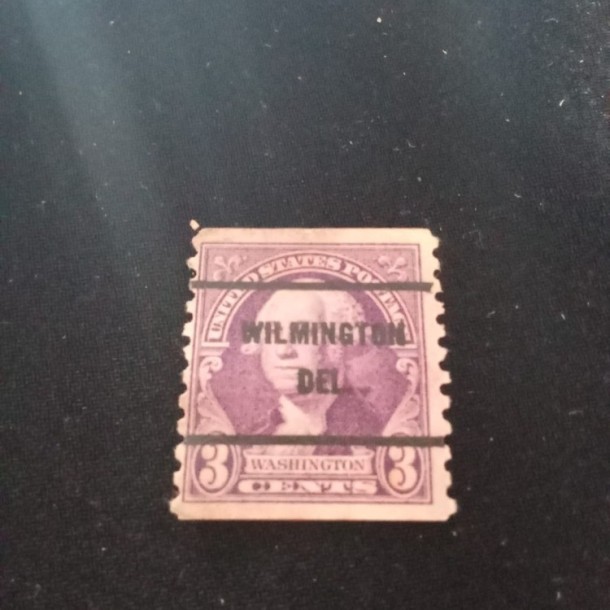 UNITED STATES POSTAGE
WILMINGTON
DEL.
3 WASHINGTON 3
CENTS